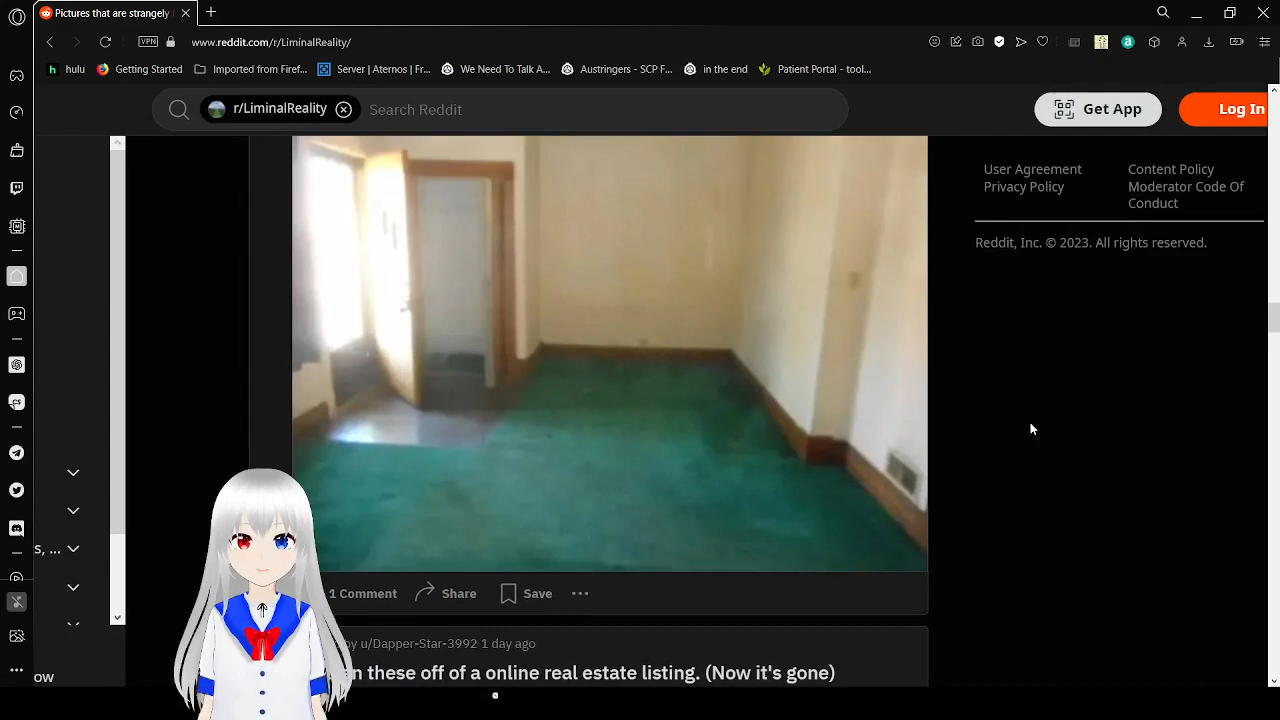 Pictures that are strangely
www.reddit.com/r/LiminalReality/
VPN
hulu
Getting Started
Imported from Firef...
Server | Aternos | Fr...
We Need To Talk A...
Austringers - SCP F...
in the end
Patient Portal - tool...
r/LiminalReality
Search Reddit
Get App
Log In
User Agreement
Content Policy
Privacy Policy
Moderator Code Of
Conduct
Reddit, Inc. © 2023. All rights reserved.
s, ...
1 Comment
Share
Save
by u/Dapper-Star-3992 1 day ago
these off of a online real estate listing. (Now it's gone)
ow